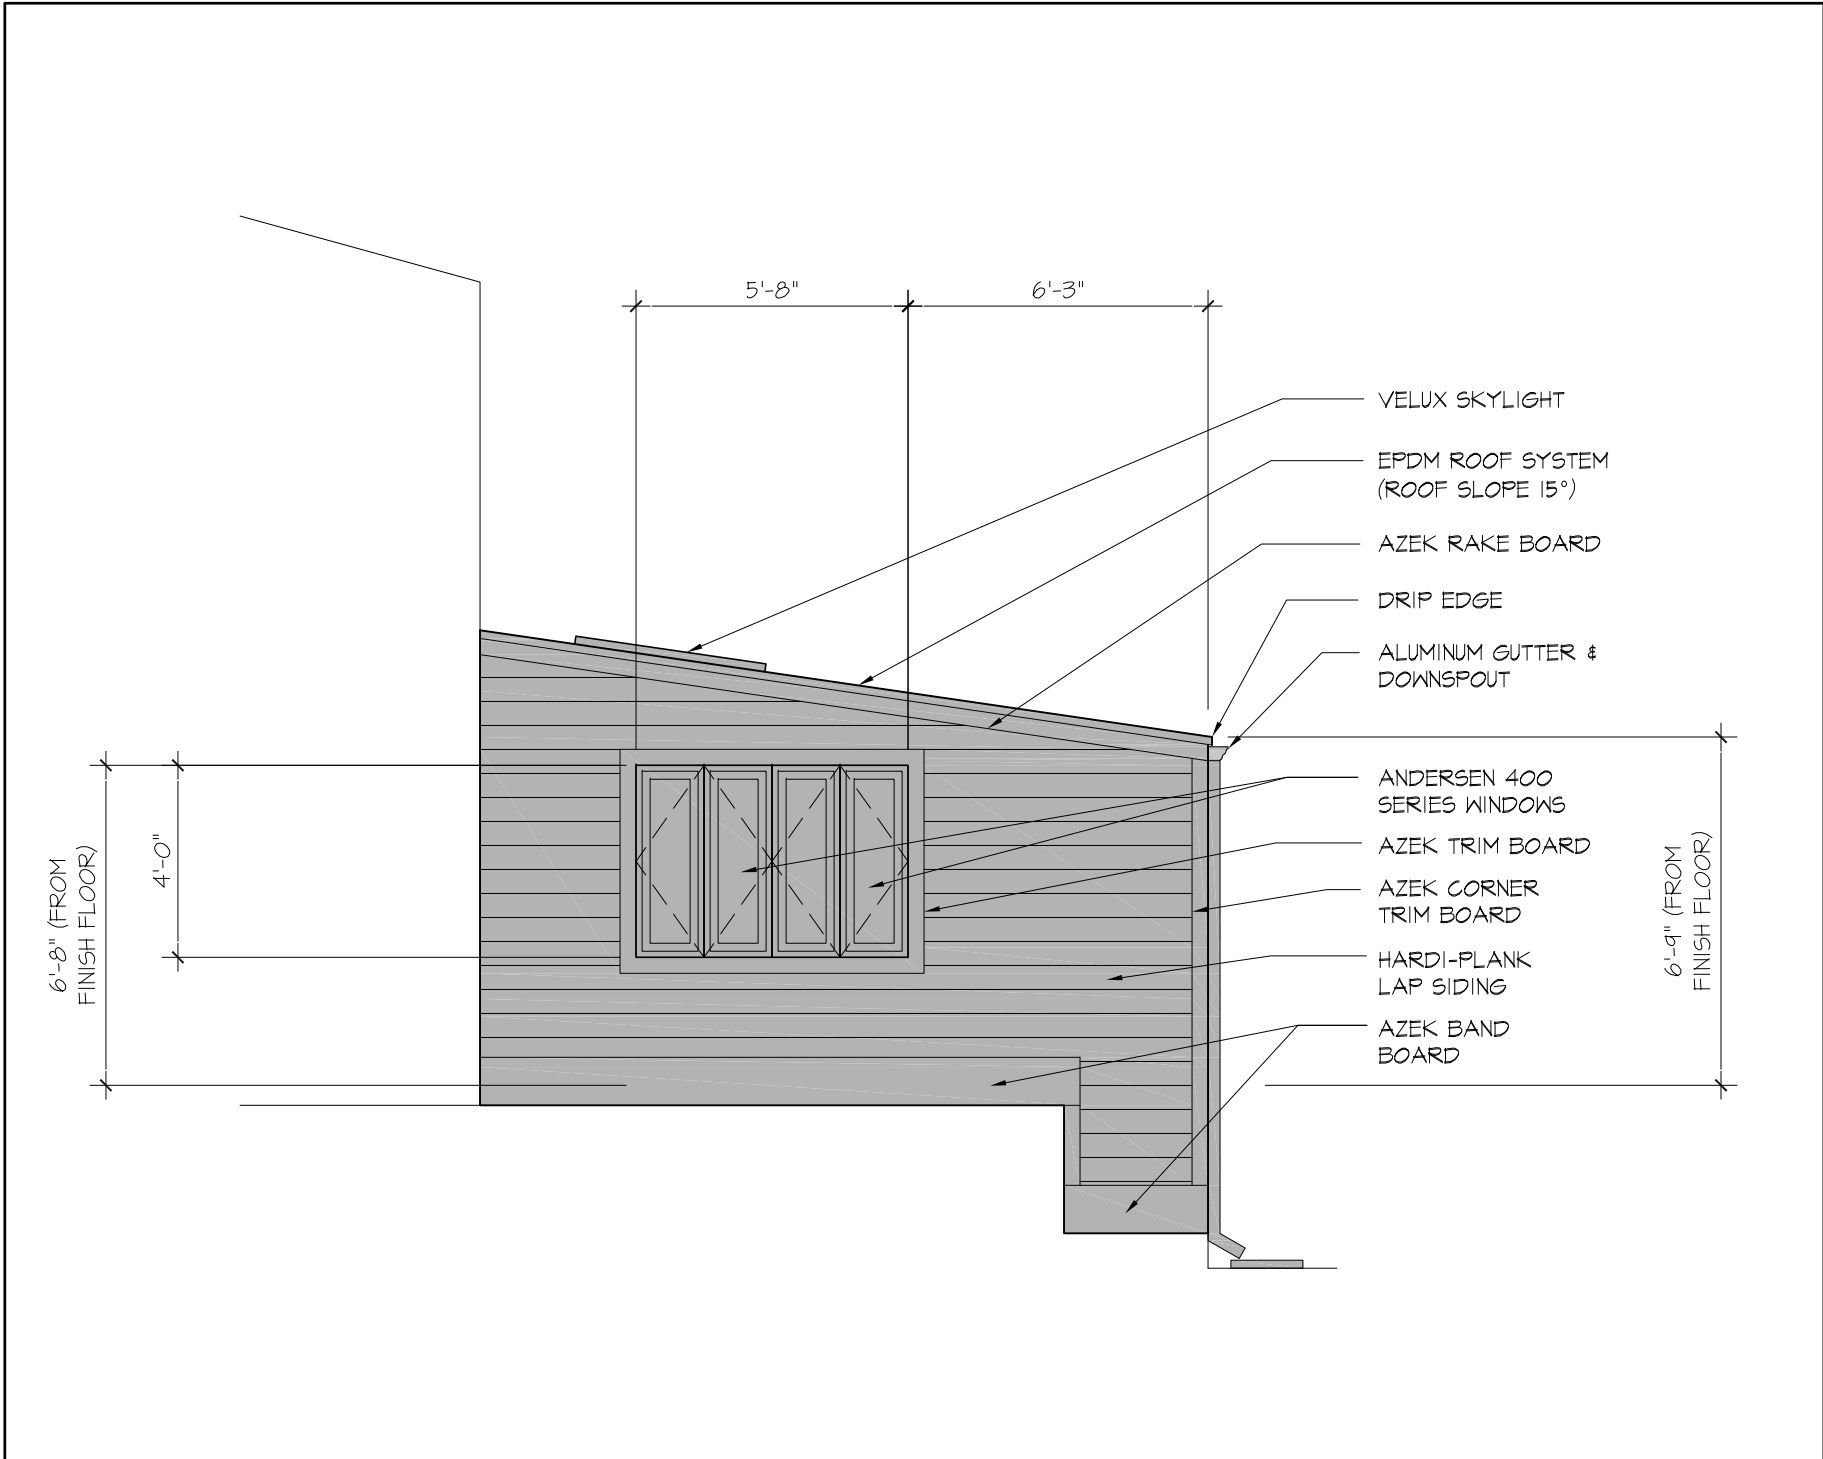 5'-8"
6'-3"
VELUX SKYLIGHT
EPDM ROOF SYSTEM
(ROOF SLOPE 15°)
AZEK RAKE BOARD
DRIP EDGE
ALUMINUM GUTTER &
DOWNSPOUT
ANDERSEN 400
SERIES WINDOWS
AZEK TRIM BOARD
AZEK CORNER
TRIM BOARD
HARDI-PLANK
LAP SIDING
AZEK BAND
BOARD
6'-8" (FROM
FINISH FLOOR)
4'-0"
6'-9" (FROM
FINISH FLOOR)